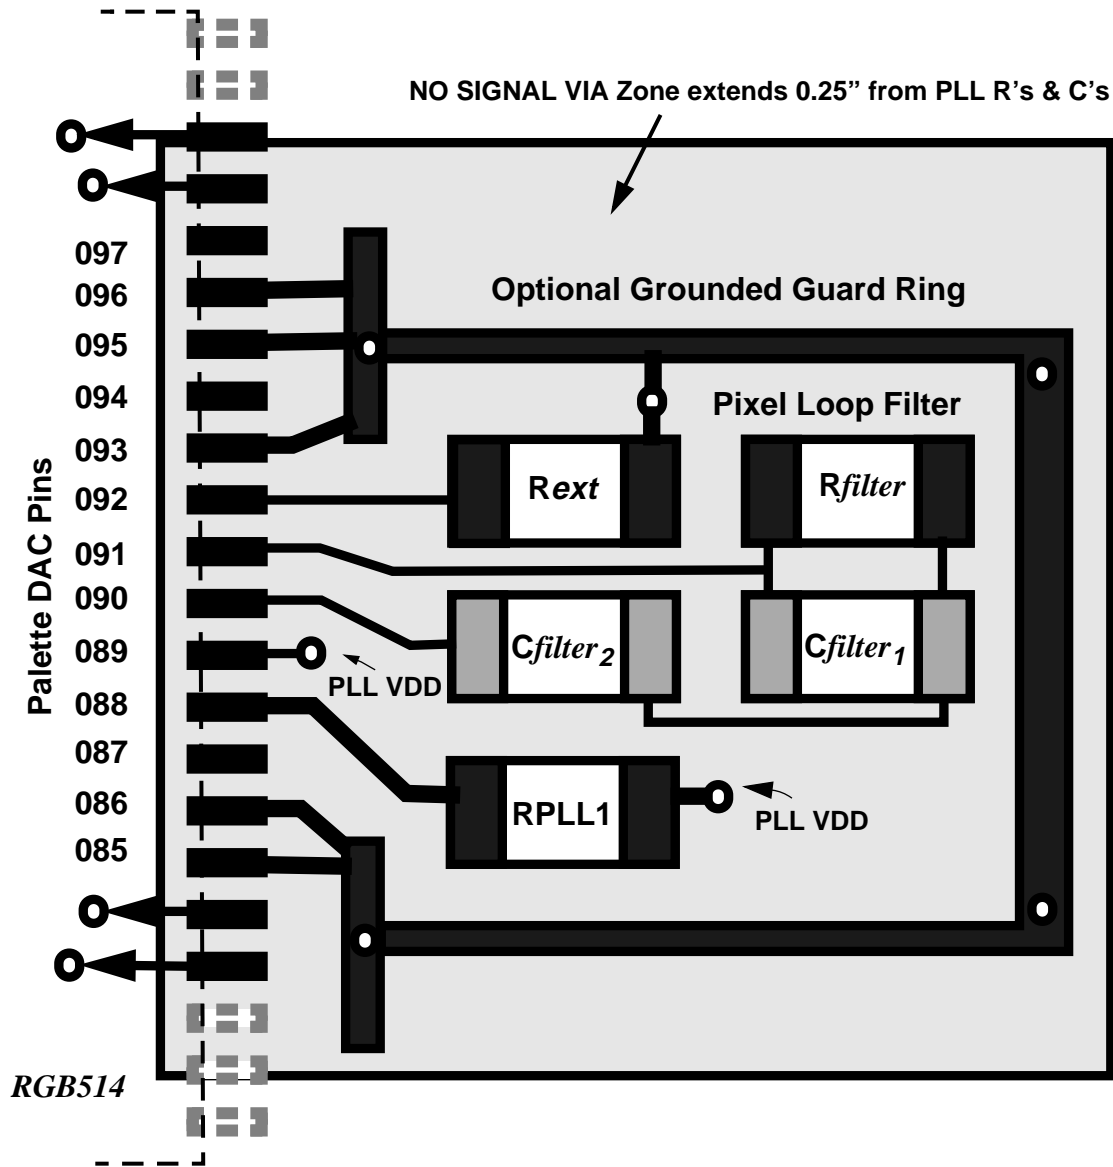 NO SIGNAL VIA Zone extends 0.25” from PLL R's & C's
097
096
Optional Grounded Guard Ring
095
094
Pixel Loop Filter
093
092
Rext
Rfilter
091
090
089
Cfilter2
Cfilter1
PLL VDD
088
087
086
RPLL1
PLL VDD
085
Palette DAC Pins
RGB514